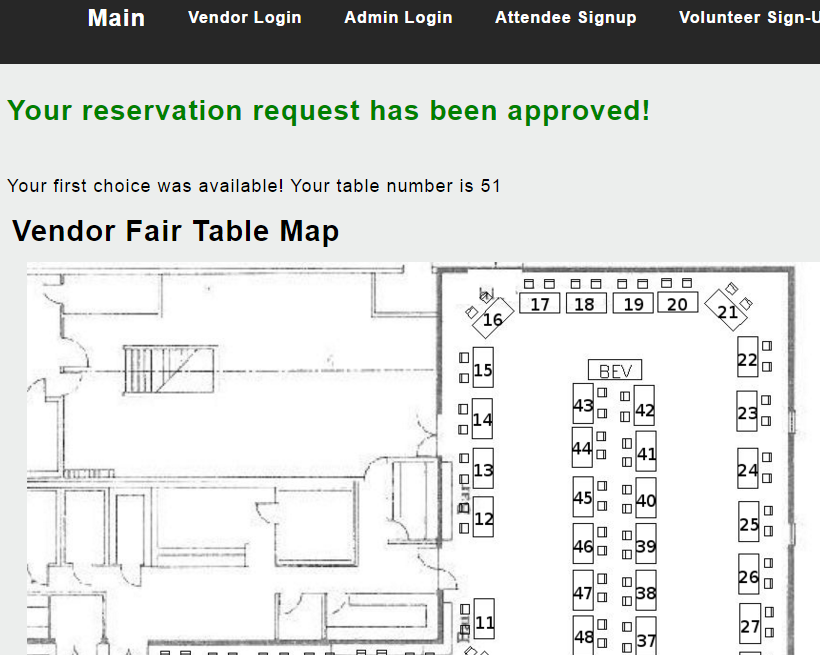 Main Vendor Login Admin Login Attendee Signup Volunteer Sign-U
Your reservation request has been approved!
Your first choice was available! Your table number is 51
Vendor Fair Table Map
16 17 18 19 20 21
15 BEV 22
43 42 23
14 44 41
13 24
45 40
12 25
46 39
47 38 26
11 27
48 37